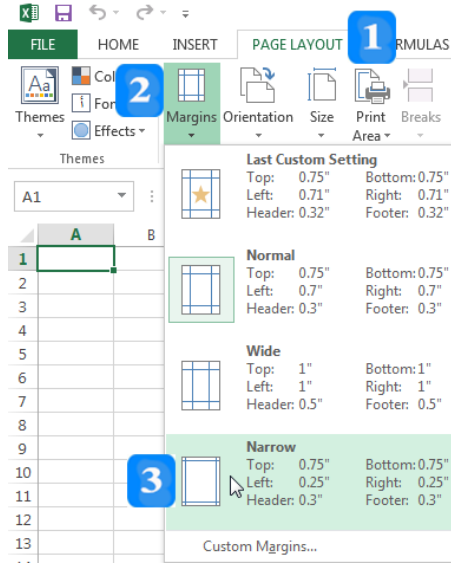 FILE HOME INSERT PAGE LAYOUT 1 RMULAS
Aa Col
Fon 2
Themes Effects Margins Orientation Size Print Area Breaks
Themes
Last Custom Setting
Top: 0.75" Bottom: 0.75"
Left: 0.71" Right: 0.71"
Header: 0.32" Footer: 0.32"
A1
A B
Normal
1 Top: 0.75" Bottom: 0.75"
2 Left: 0.7" Right: 0.7"
3 Header: 0.3" Footer: 0.3"
4
5 Wide
6 Top: 1" Bottom: 1"
7 Left: 1" Right: 1"
8 Header: 0.5" Footer: 0.5"
9 Narrow
10 3 Top: 0.75" Bottom: 0.75"
11 Left: 0.25" Right: 0.25"
12 Header: 0.3" Footer: 0.3"
13 Custom Margins...